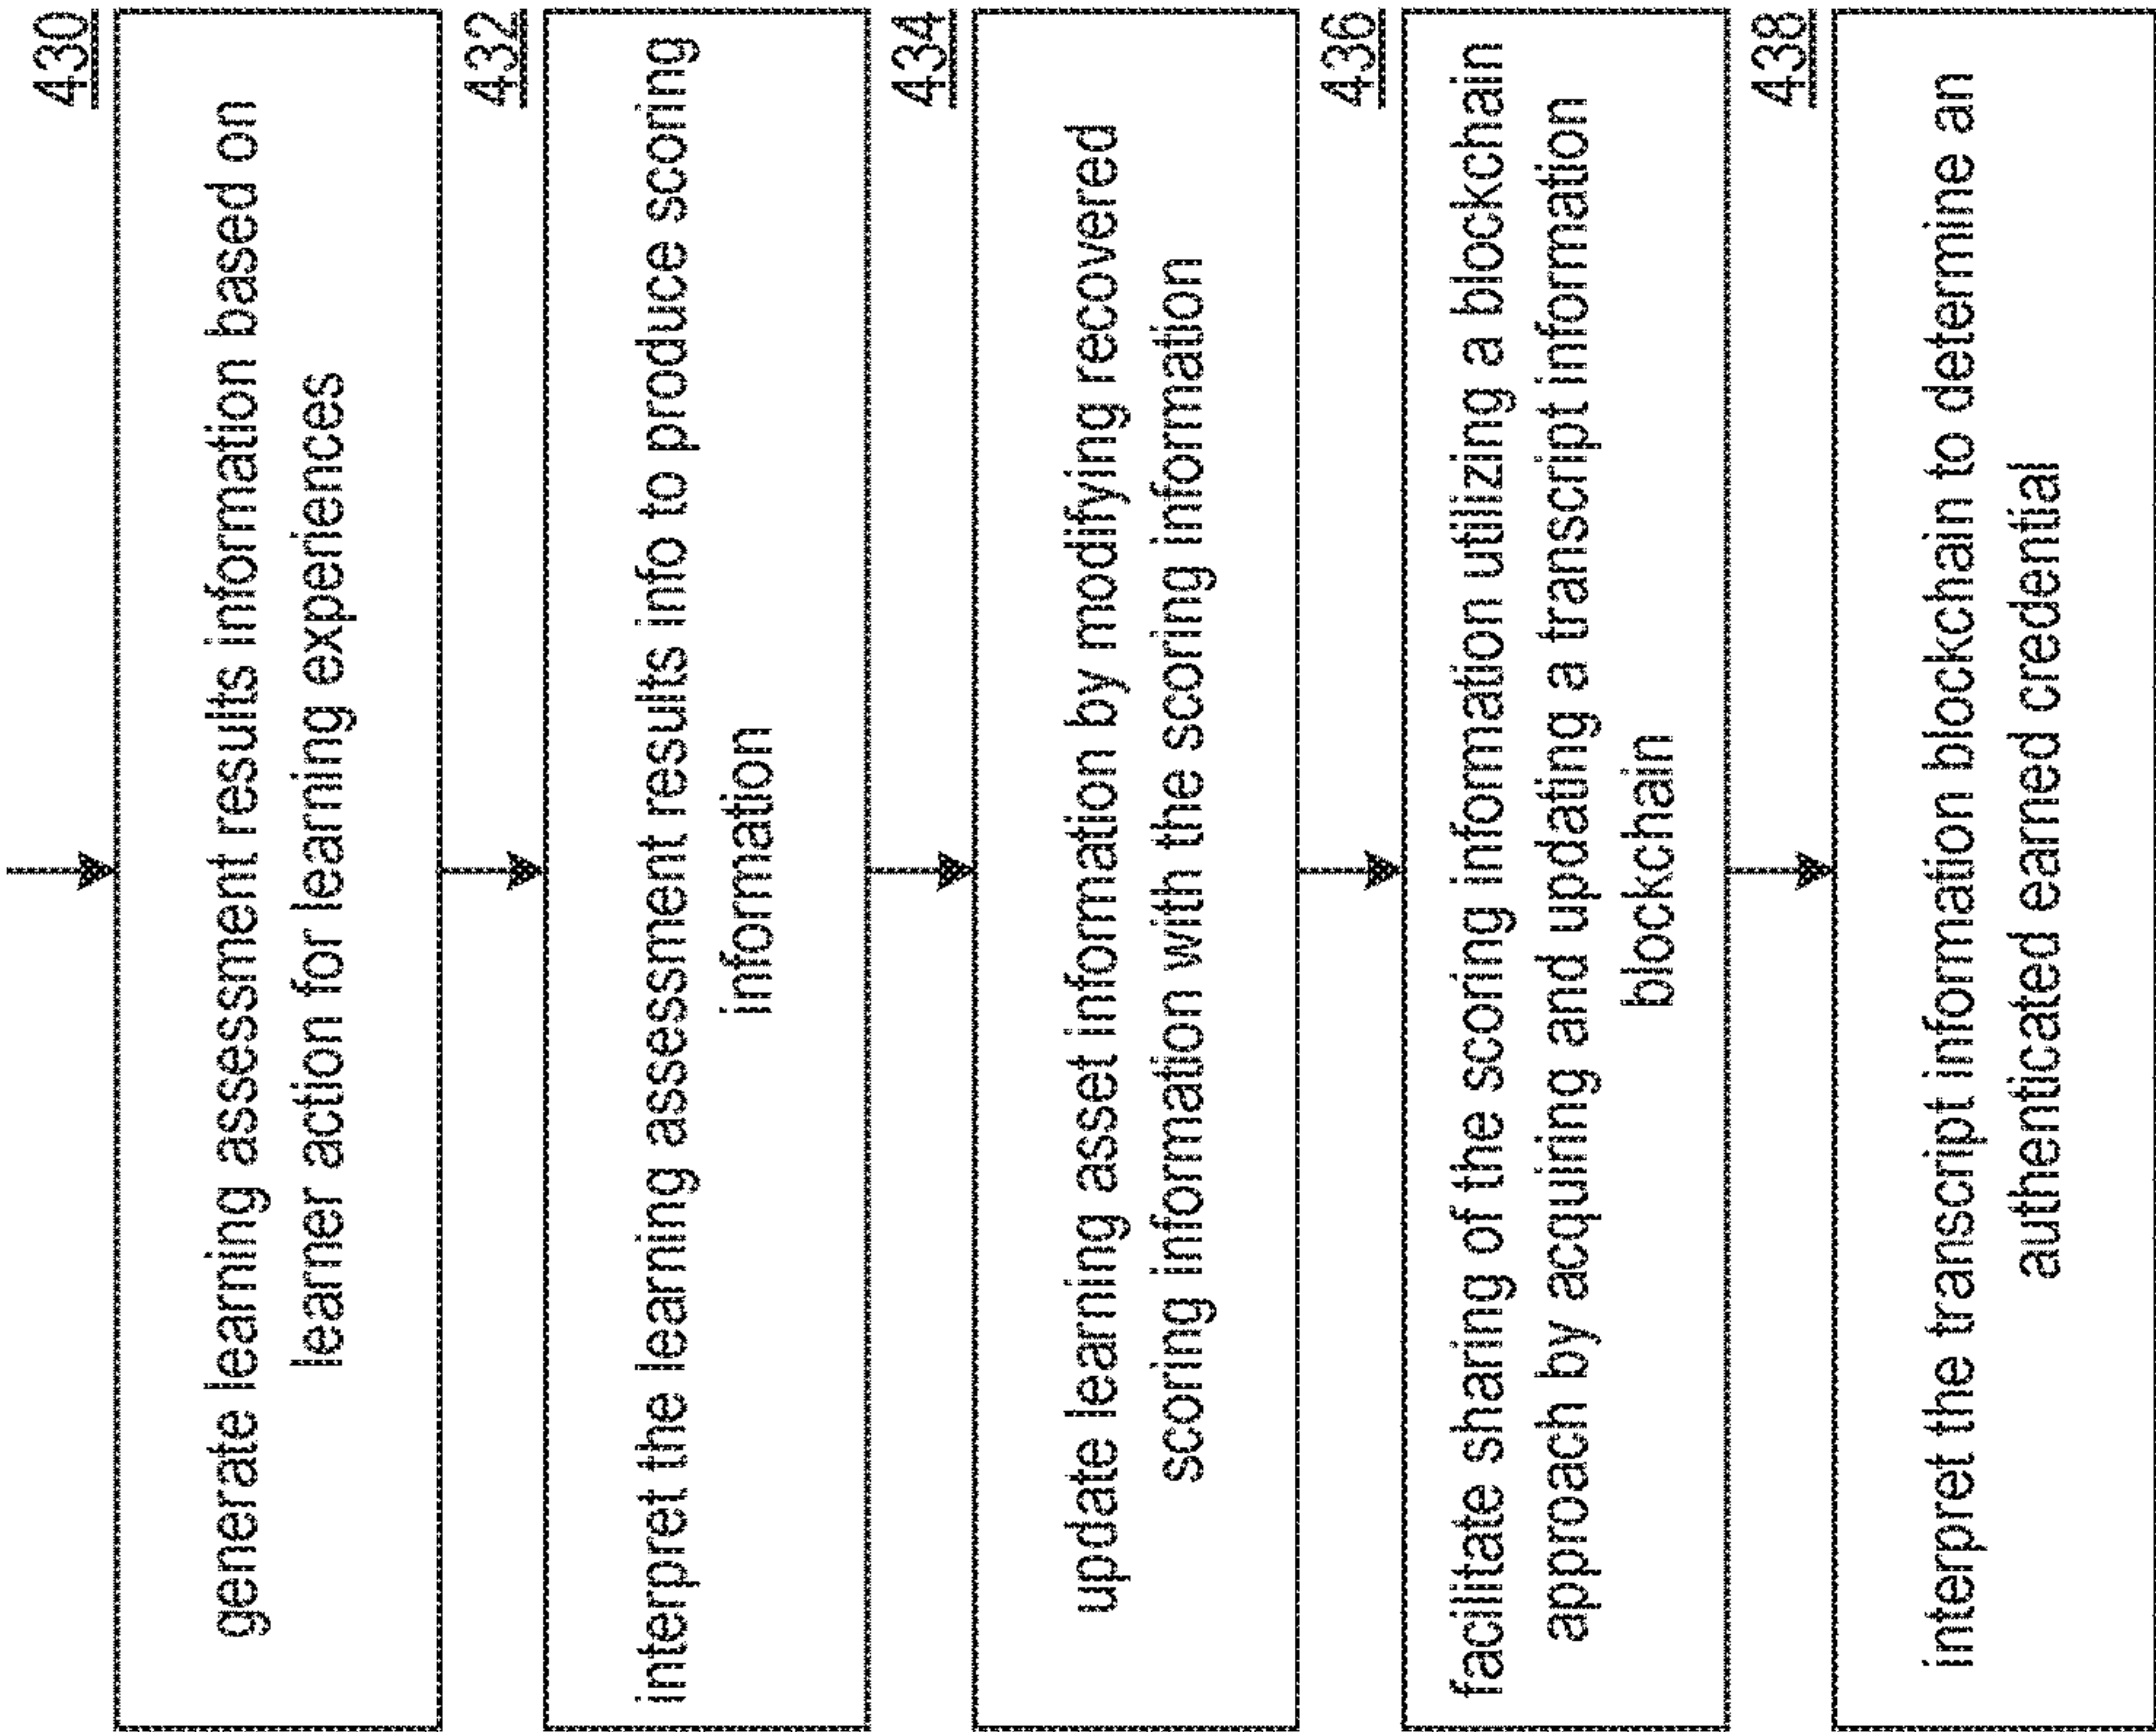 430
generate learning assessment results information based on
learner action for learning experiences
432
interpret the learning assessment results info to produce scoring
information
434
update learning asset information by modifying recovered
scoring information with the scoring information
436
facilitate sharing of the scoring information utilizing a blockchain
approach by acquiring and updating a transcript information
blockchain
438
interpret the transcript information blockchain to determine an
authenticated earned credential